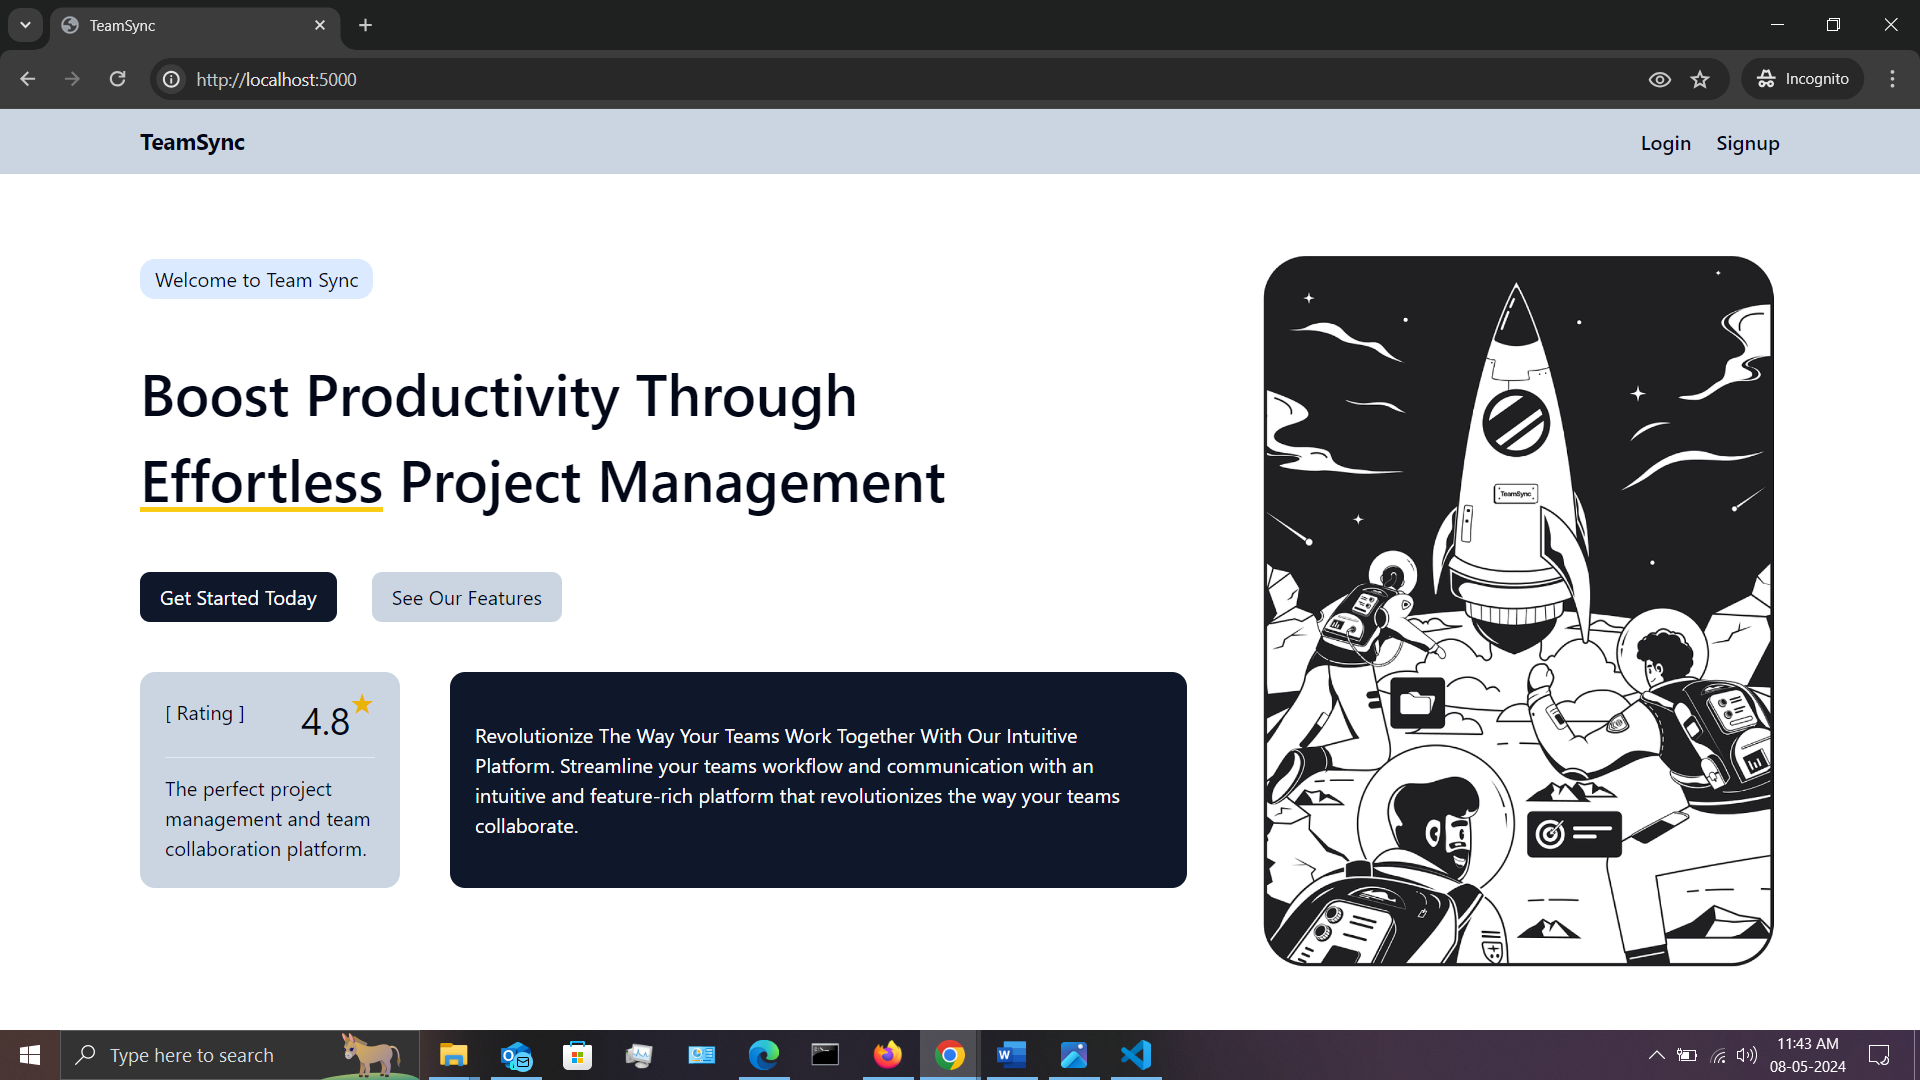 TeamSync
http://localhost:5000
Incognito
TeamSync
Login Signup
Welcome to Team Sync
Boost Productivity Through
Effortless Project Management
Get Started Today
See Our Features
[ Rating ]
4.8
The perfect project
management and team
collaboration platform.
Revolutionize The Way Your Teams Work Together With Our Intuitive
Platform. Streamline your teams workflow and communication with an
intuitive and feature-rich platform that revolutionizes the way your teams
collaborate.
TeamSync
Type here to search
11:43 AM
08-05-2024